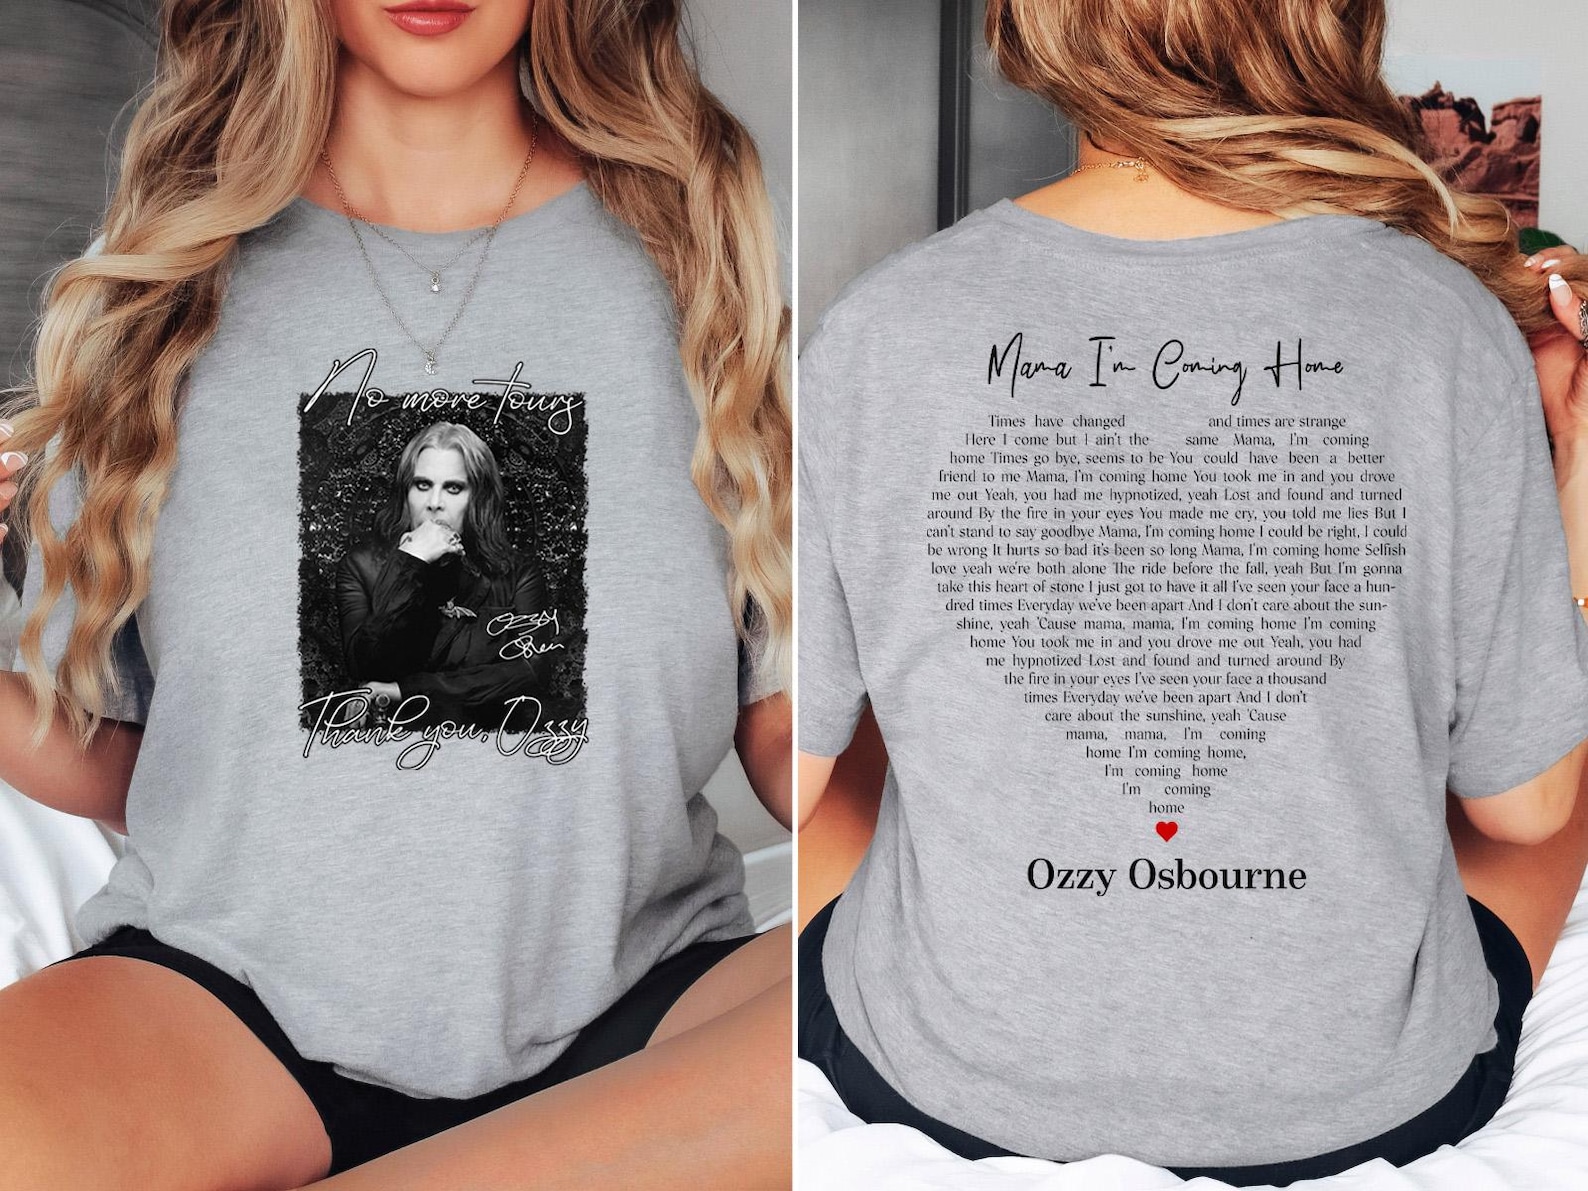 No more tours
Ozzy
Thank you, Ozzy
Mama I'm Coming Home
Times have changed and times are strange
Here I come but I ain't the same Mama, I'm coming
home Times go bye, seems to be You could have been a better
friend to me Mama, I'm coming home You took me in and you drove
me out Yeah, you had me hypnotized, yeah Lost and found and turned
around By the fire in your eyes You made me cry, you told me lies But I
can't stand to say goodbye Mama, I'm coming home I could be right, I could
be wrong It hurts so bad it's been so long Mama, I'm coming home Selfish
love yeah we're both alone The ride before the fall, yeah But I'm gonna
take this heart of stone I just got to have it all I've seen your face a hun-
dred times Everyday we've been apart And I don't care about the sun-
shine, yeah 'Cause mama, mama, I'm coming home I'm coming
home You took me in and you drove me out Yeah, you had
me hypnotized Lost and found and turned around By
the fire in your eyes I've seen your face a thousand
times Everyday we've been apart And I don't
care about the sunshine, yeah 'Cause
mama, mama, I'm coming
home I'm coming home,
I'm coming home
I'm coming
home
Ozzy Osbourne